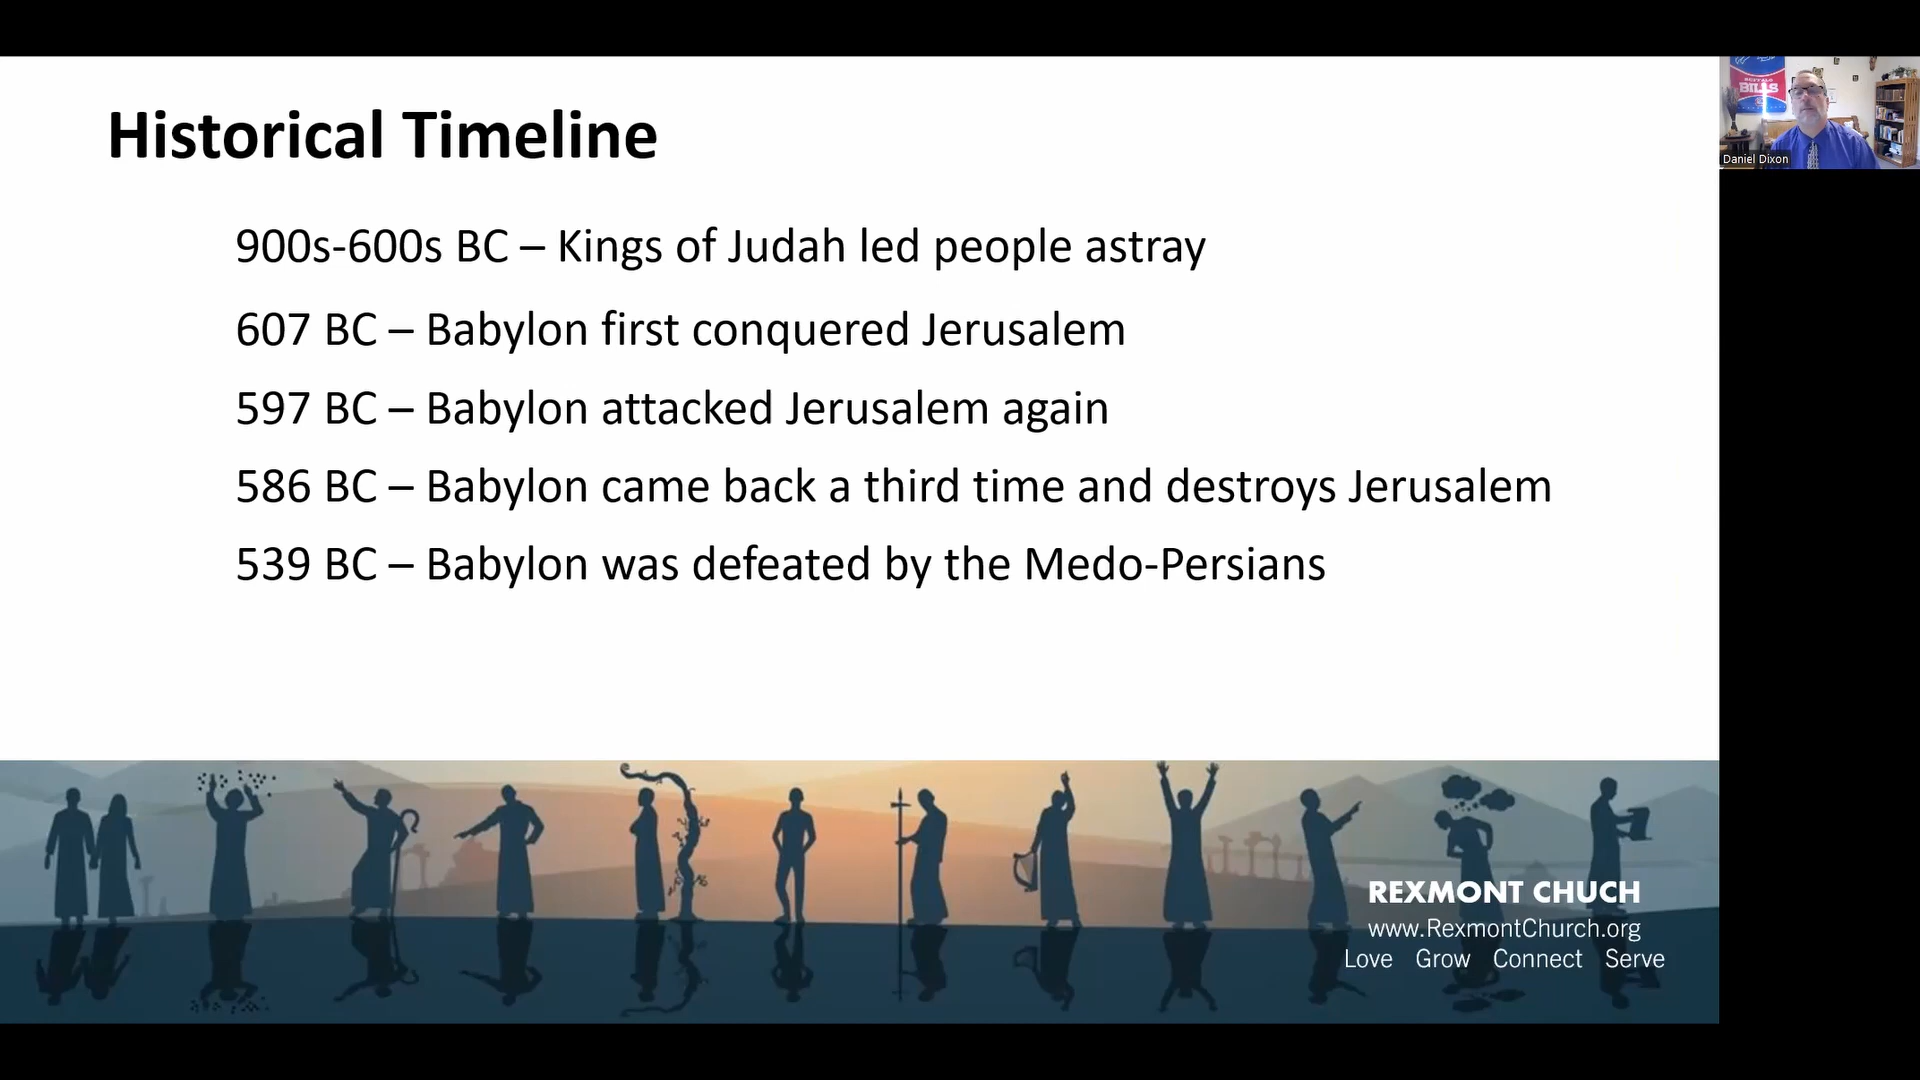 Historical Timeline
900s-600s BC – Kings of Judah led people astray
607 BC – Babylon first conquered Jerusalem
597 BC – Babylon attacked Jerusalem again
586 BC – Babylon came back a third time and destroys Jerusalem
539 BC – Babylon was defeated by the Medo-Persians
REXMONT CHUCH
www.RexmontChurch.org
Love Grow Connect Serve
BUFFALO
BILLS
Daniel Dixon